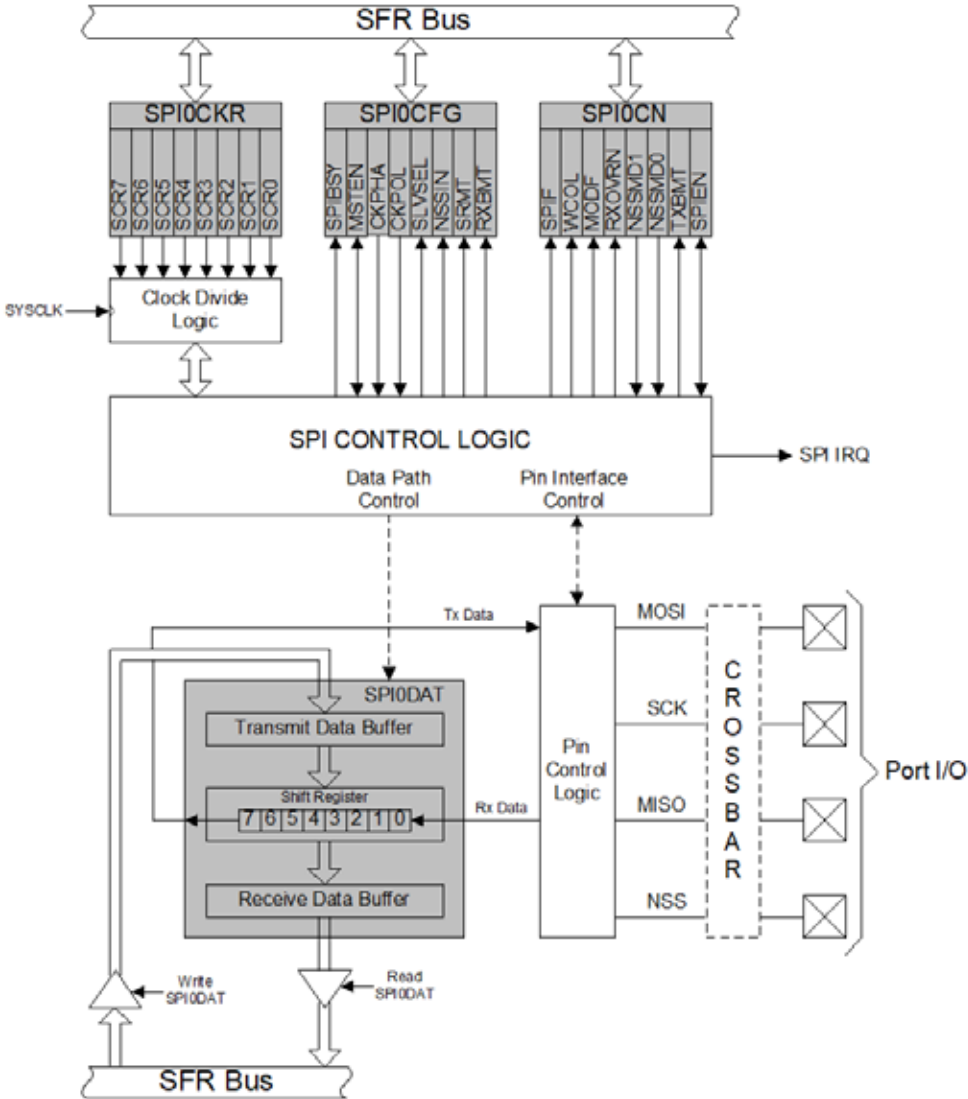 SFR Bus
SPI0CKR
SPI0CFG
SPI0CN
SCR7
SCR6
SCR5
SCR4
SCR3
SCR2
SCR1
SCR0
SPIBSY
MSTEN
CKPHA
CKPOL
SLVSEL
NSSIN
SRMT
RXBMT
SPIF
WCOL
MODF
RXOVRN
NSSMD1
NSSMD0
TXBMT
SPIEN
SYSCLK
Clock Divide
Logic
SPI CONTROL LOGIC
SPI IRQ
Data Path
Control
Pin Interface
Control
Tx Data
MOSI
SPI0DAT
Transmit Data Buffer
SCK
Shift Register
7 6 5 4 3 2 1 0
Rx Data
Pin
Control
Logic
MISO
Receive Data Buffer
NSS
CROSSBAR
Port I/O
Write
SPI0DAT
Read
SPI0DAT
SFR Bus